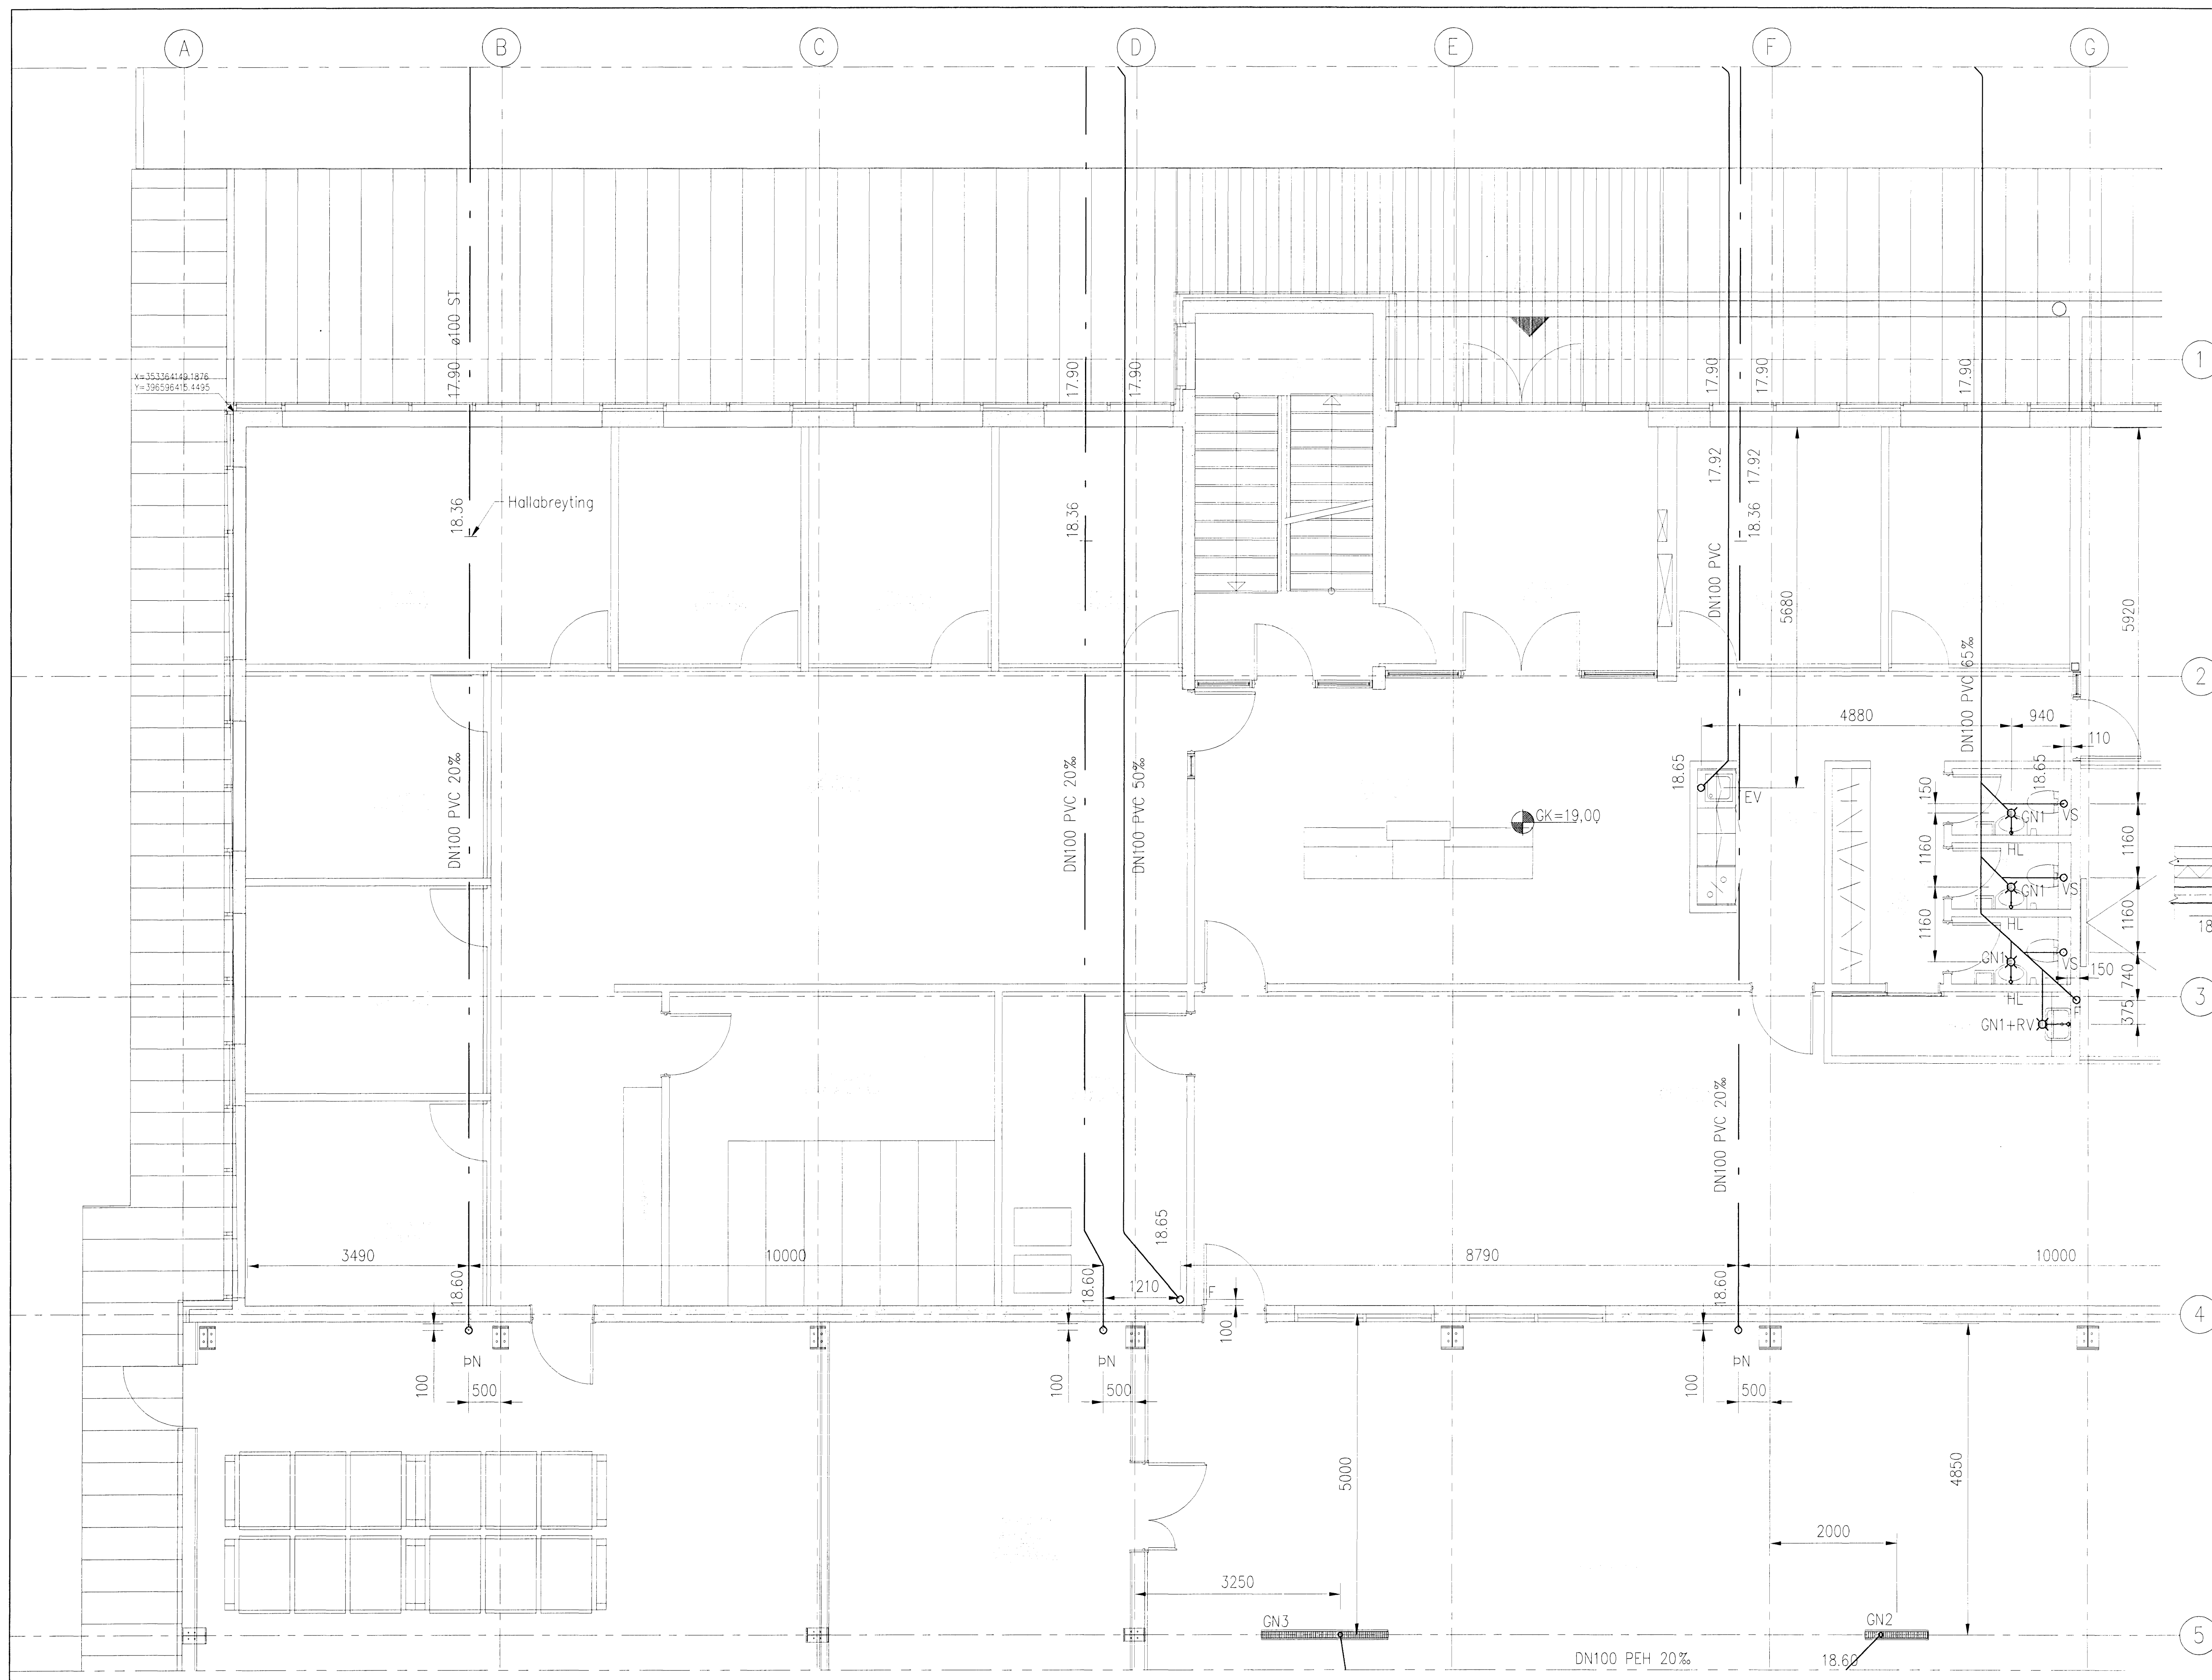 A B C D E F G
1
2
3
4
5
X=353364149.1876
Y=396596415.4495
17.90 ø100 ST
17.90
17.90
17.90
17.90
17.90
18.36
Hallabreyting
18.36
17.92
17.92
18.36
DN100 PVC
5680
5920
DN100 PVC 65‰
4880
940
110
DN100 PVC 20‰
DN100 PVC 20‰
DN100 PVC 50‰
18.65
EV
GK=19,00
18.65
150
GN1
VS
HL
1160
1160
GN1
VS
HL
1160
1160
GN1
VS
HL
150
740
375
F
GN1+RV
18
DN100 PVC 20‰
3490
10000
8790
10000
18.60
18.60
18.65
18.60
1210
F
100
ÞN
ÞN
ÞN
100
500
100
500
100
500
5000
4850
2000
3250
GN3
GN2
DN100 PEH 20‰
18.60